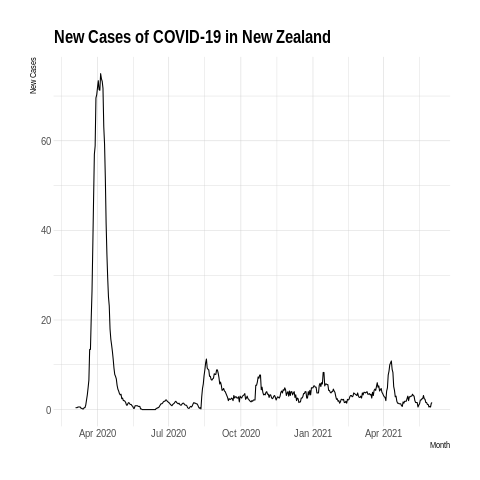 New Cases of COVID-19 in New Zealand
New Cases
60
40
20
0
Apr 2020 Jul 2020 Oct 2020 Jan 2021 Apr 2021
Month